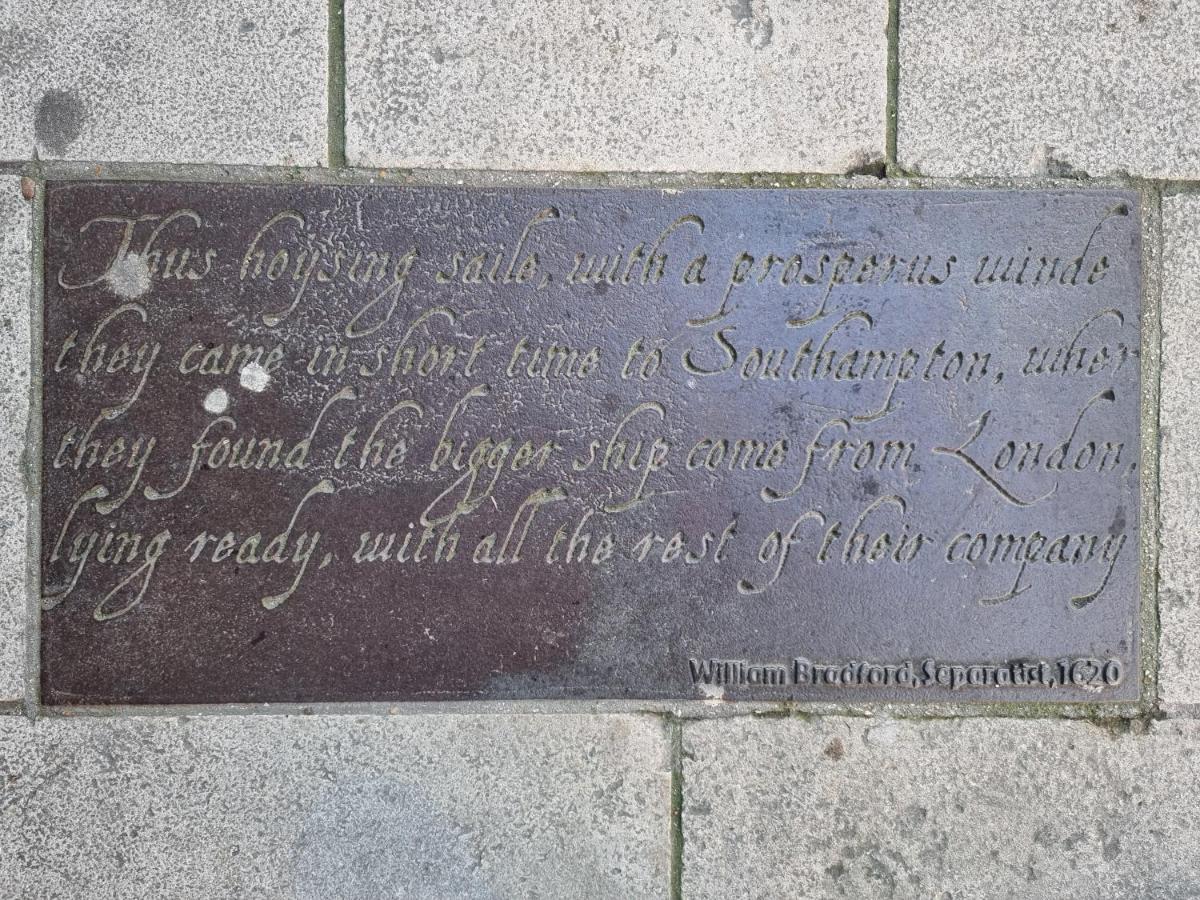 Thus hoysing saile, with a prosperus winde
they came in short time to Southampton, wher
they found the bigger ship come from London,
lying ready, with all the rest of their company
William Bradford, Separatist, 1620